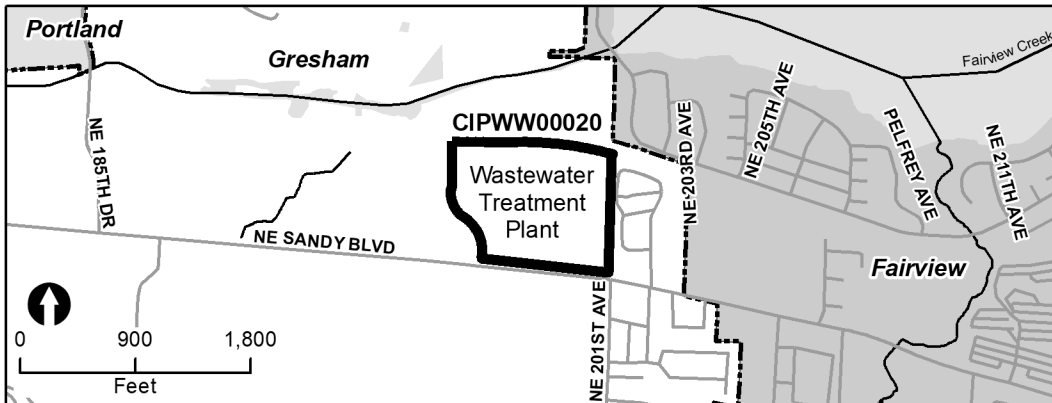 Portland
Gresham
Fairview Creek
CIPWW00020
Wastewater
Treatment
Plant
NE 185TH DR
NE SANDY BLVD
NE 201ST AVE
NE 203RD AVE
NE 205TH AVE
PELFREY AVE
NE 211TH AVE
Fairview
0 900 1,800
Feet